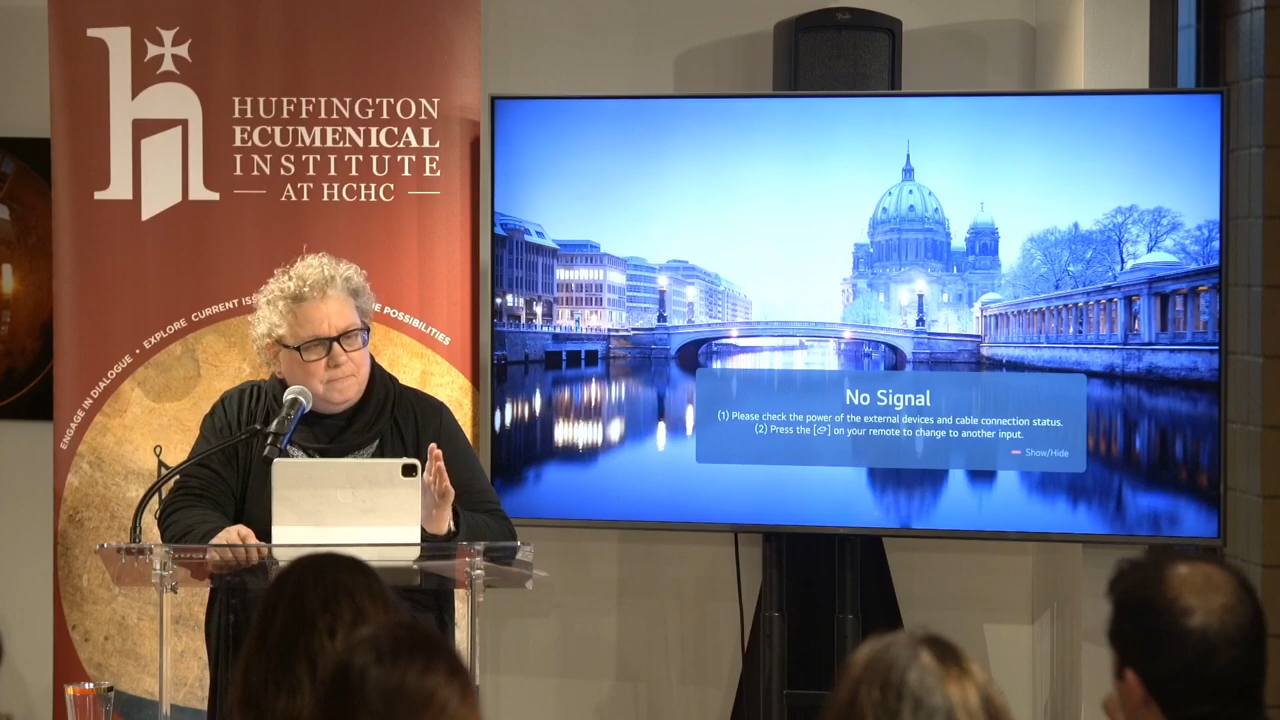 HUFFINGTON
ECUMENICAL
INSTITUTE
AT HCHC
ENGAGE IN DIALOGUE • EXPLORE CURRENT POSSIBILITIES
No Signal
(1) Please check the power of the external devices and cable connection status.
(2) Press the [] on your remote to change to another input.
Show/Hide